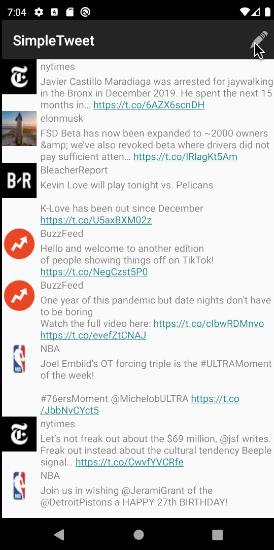 7:04
SimpleTweet
nytimes
Javier Castillo Maradiaga was arrested for jaywalking
in the Bronx in December 2019. He spent the next 15
months in… https://t.co/6AZX6scnDH
elonmusk
FSD Beta has now been expanded to ~2000 owners
&amp; we've also revoked beta where drivers did not
pay sufficient atten… https://t.co/lRlagKt5Am
B/R
BleacherReport
Kevin Love will play tonight vs. Pelicans
K-Love has been out since December
https://t.co/U5axBXM02z
BuzzFeed
Hello and welcome to another edition
of people showing things off on TikTok!
https://t.co/NegCzst5P0
BuzzFeed
One year of this pandemic but date nights don't have
to be boring
Watch the full video here: https://t.co/cIbwRDMnvo
https://t.co/evefZtCNAJ
NBA
Joel Embiid's OT forcing triple is the #ULTRAMoment
of the week!
#76ersMoment @MichelobULTRA https://t.co
/JbbNvCYct5
nytimes
Let's not freak out about the $69 million, @jsf writes.
Freak out instead about the cultural tendency Beeple
signal… https://t.co/CwvfYVCRfe
NBA
Join us in wishing @JeramiGrant of the
@DetroitPistons a HAPPY 27th BIRTHDAY!